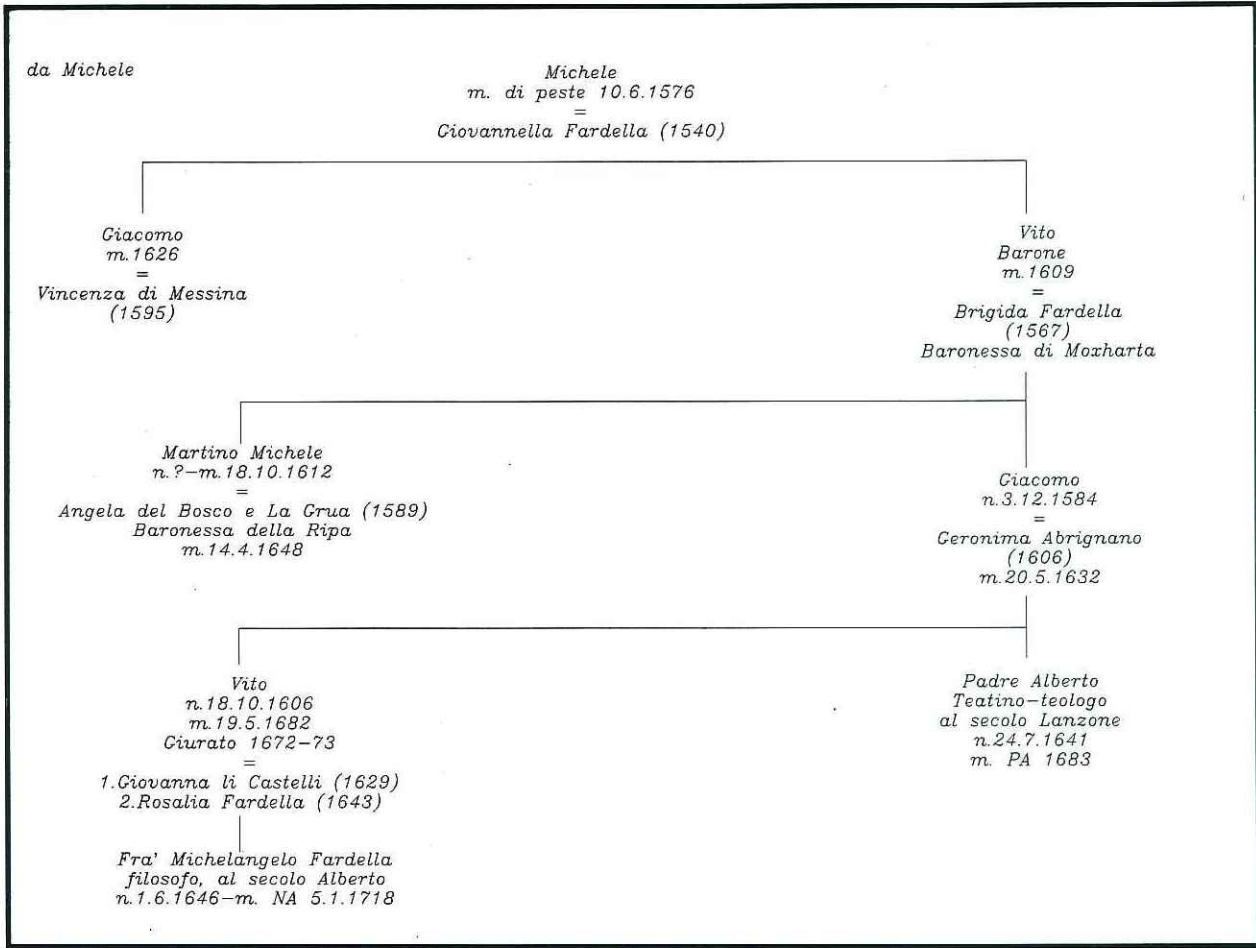 da Michele
Michele
m. di peste 10.6.1576
=
Giovannella Fardella (1540)
Giacomo
m.1626
=
Vincenza di Messina
(1595)
Vito
Barone
m.1609
=
Brigida Fardella
(1567)
Baronessa di Moxharta
Martino Michele
n.?-m.18.10.1612
=
Angela del Bosco e La Grua (1589)
Baronessa della Ripa
m.14.4.1648
Giacomo
n.3.12.1584
=
Geronima Abrignano
(1606)
m.20.5.1632
Vito
n.18.10.1606
m.19.5.1682
Giurato 1672-73
=
1.Giovanna li Castelli (1629)
2.Rosalia Fardella (1643)
Padre Alberto
Teatino-teologo
al secolo Lanzone
n.24.7.1641
m. PA 1683
Fra' Michelangelo Fardella
filosofo, al secolo Alberto
n.1.6.1646-m. NA 5.1.1718